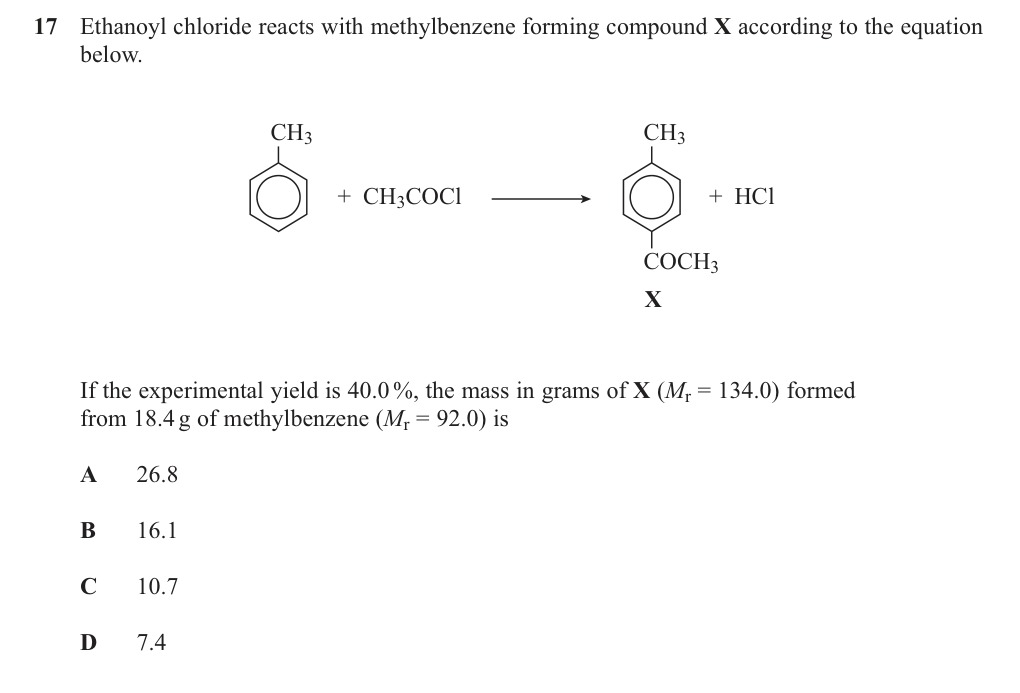 17 Ethanoyl chloride reacts with methylbenzene forming compound X according to the equation
below.
CH₃ CH₃
+ CH₃COCl + HCl
COCH₃
X
If the experimental yield is 40.0 %, the mass in grams of X (Mᵣ = 134.0) formed
from 18.4 g of methylbenzene (Mᵣ = 92.0) is
A 26.8
B 16.1
C 10.7
D 7.4